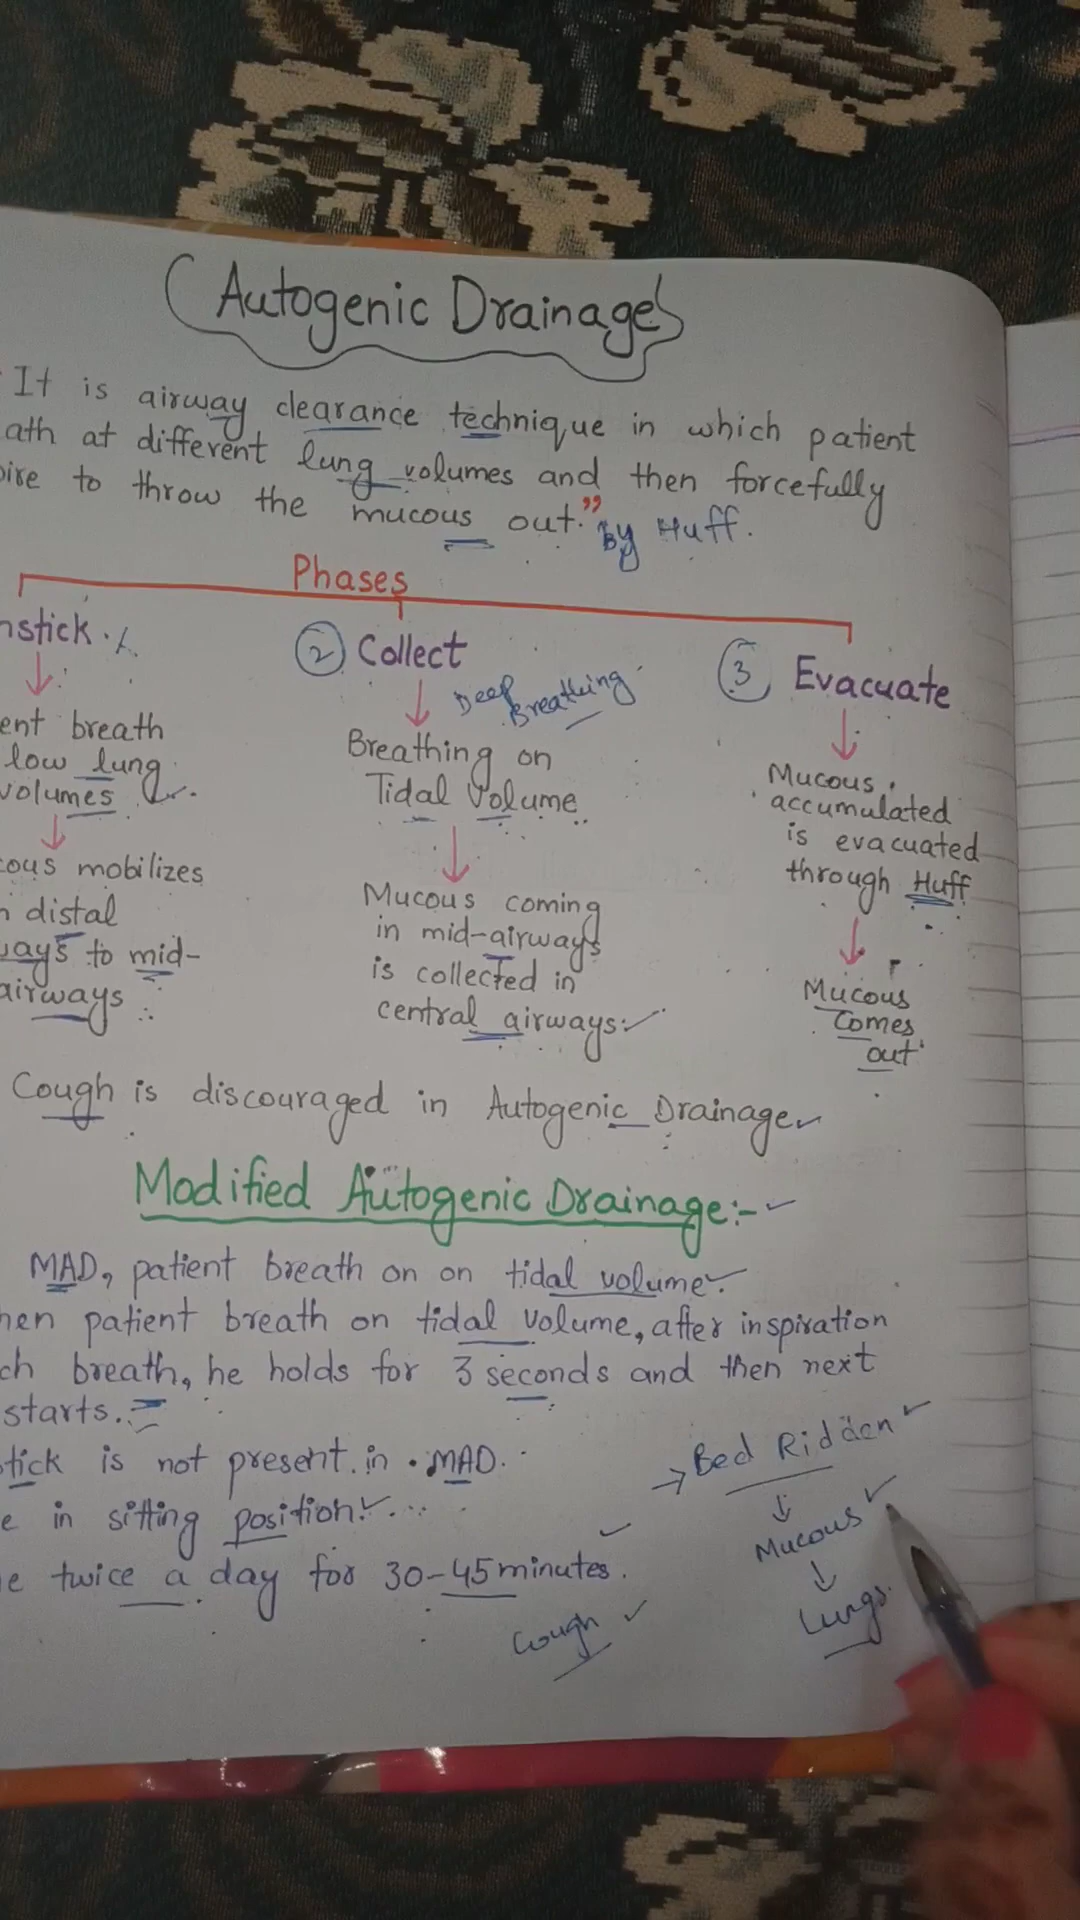 Autogenic Drainage
It is airway clearance technique in which patient
ath at different lung volumes and then forcefully
ire to throw the mucous out." By Huff.
Phases
nstick.
② Collect
③ Evacuate
Deep
Breathing
ent breath
low lung
volumes
Breathing on
Tidal Volume
Mucous
accumulated
is evacuated
through Huff
cous mobilizes
distal
ways to mid-
airways
Mucous coming
in mid-airways
is collected in
central airways
Mucous
comes
out
Cough is discouraged in Autogenic Drainage
Modified Autogenic Drainage:-
MAD, patient breath on on tidal volume
hen patient breath on tidal volume, after inspiration
ch breath, he holds for 3 seconds and then next
starts.
tick is not present in MAD.
e in sitting position
e twice a day for 30-45 minutes.
Cough
→ Bed Ridden
Mucous
Lungs